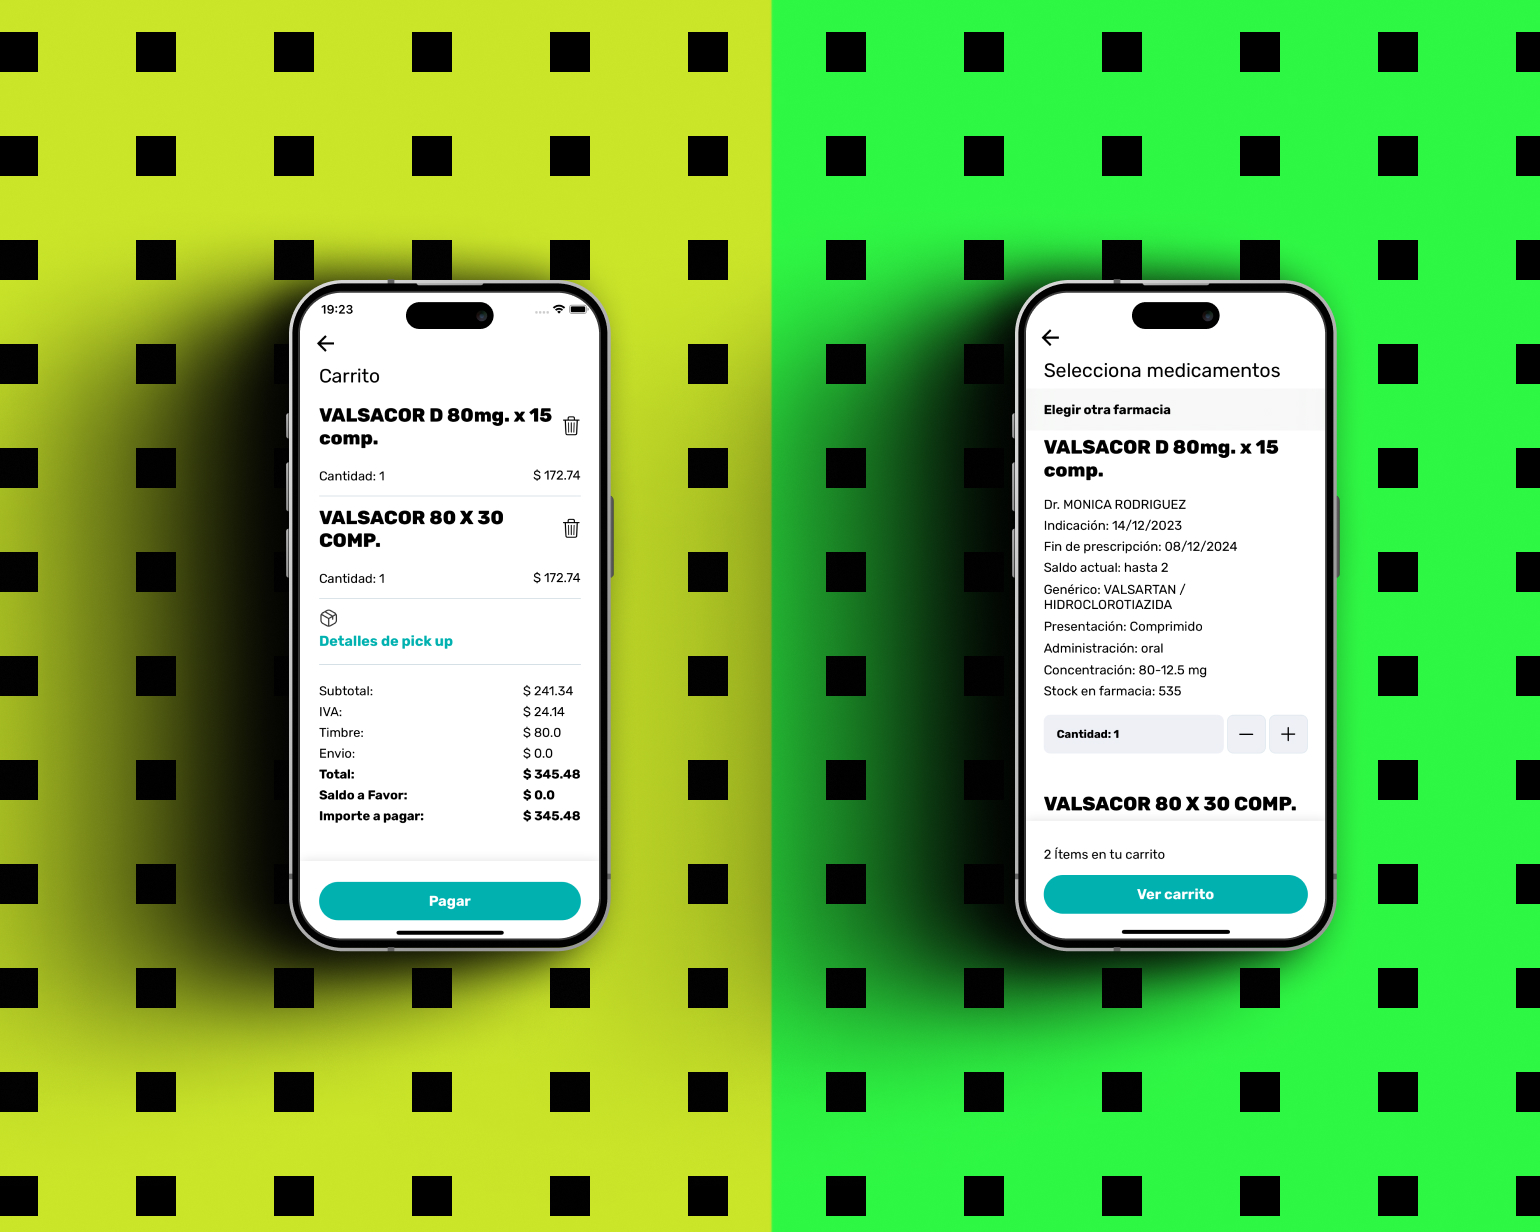 19:23
Carrito
VALSACOR D 80mg. x 15
comp.
Cantidad: 1 $ 172.74
VALSACOR 80 X 30
COMP.
Cantidad: 1 $ 172.74
Detalles de pick up
Subtotal: $ 241.34
IVA: $ 24.14
Timbre: $ 80.0
Envio: $ 0.0
Total: $ 345.48
Saldo a Favor: $ 0.0
Importe a pagar: $ 345.48
Pagar
Selecciona medicamentos
Elegir otra farmacia
VALSACOR D 80mg. x 15
comp.
Dr. MONICA RODRIGUEZ
Indicación: 14/12/2023
Fin de prescripción: 08/12/2024
Saldo actual: hasta 2
Genérico: VALSARTAN /
HIDROCLOROTIAZIDA
Presentación: Comprimido
Administración: oral
Concentración: 80-12.5 mg
Stock en farmacia: 535
Cantidad: 1
VALSACOR 80 X 30 COMP.
2 Ítems en tu carrito
Ver carrito